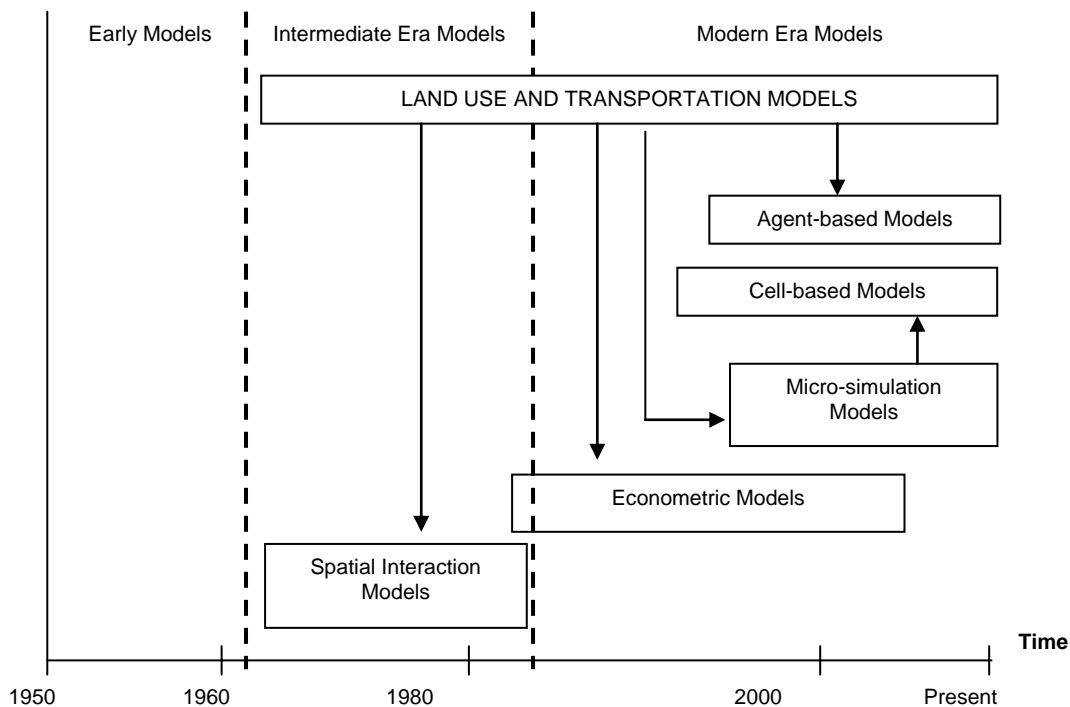 Early Models
Intermediate Era Models
Modern Era Models
LAND USE AND TRANSPORTATION MODELS
Agent-based Models
Cell-based Models
Micro-simulation
Models
Econometric Models
Spatial Interaction
Models
Time
1950
1960
1980
2000
Present